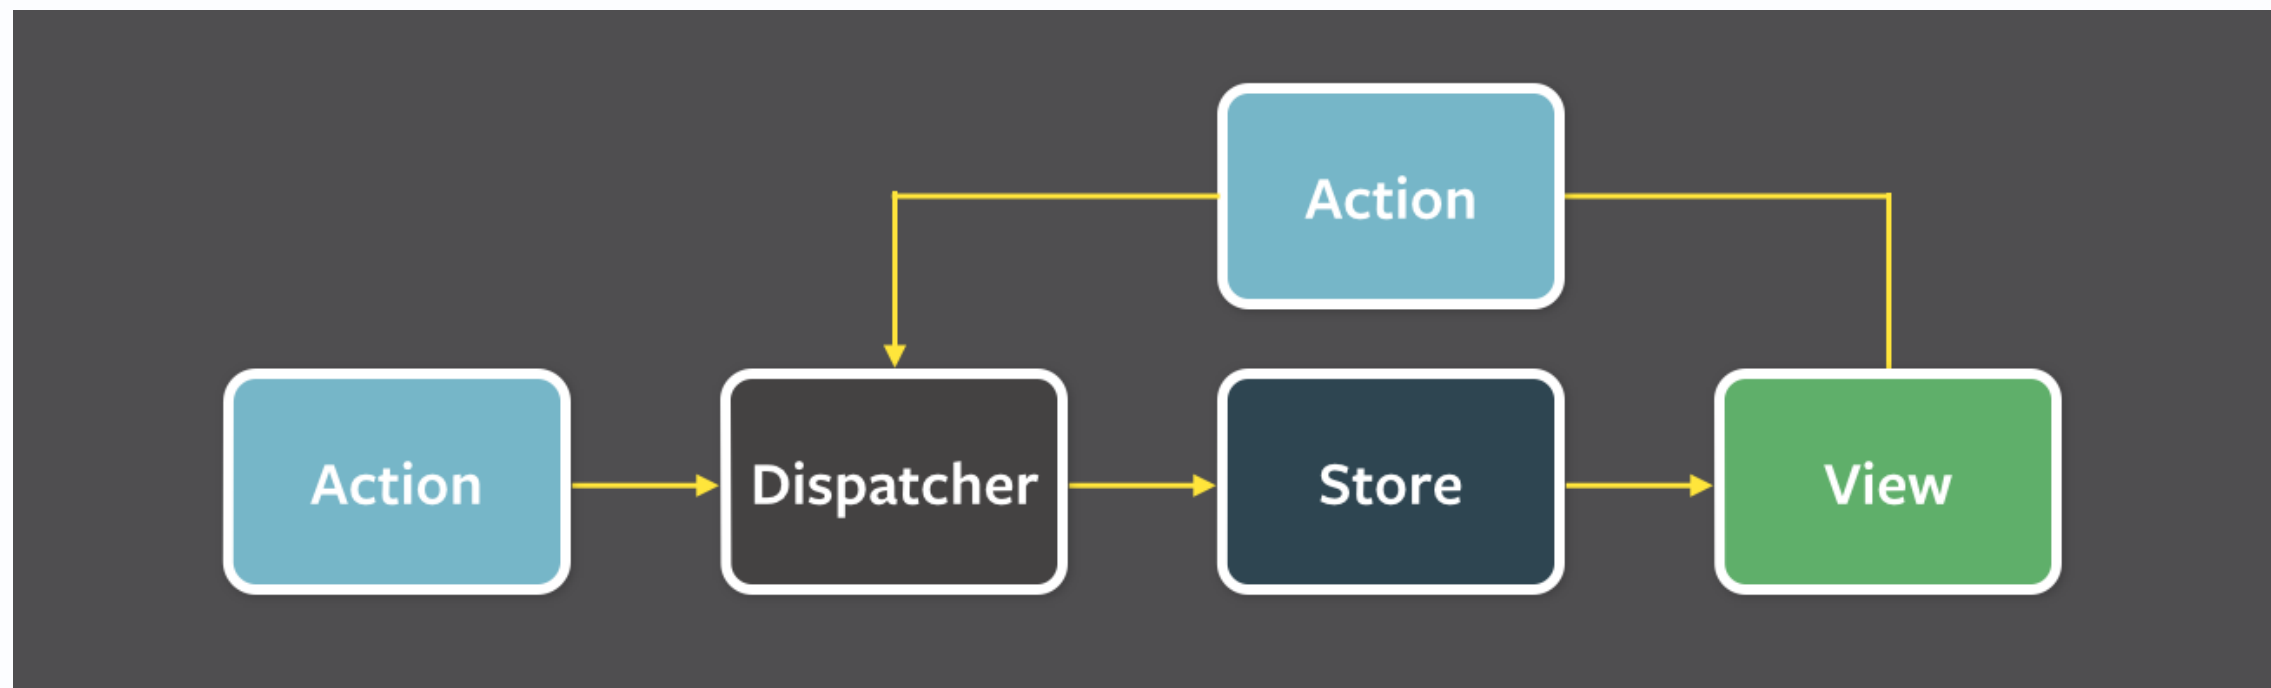 Action
Action
Dispatcher
Store
View